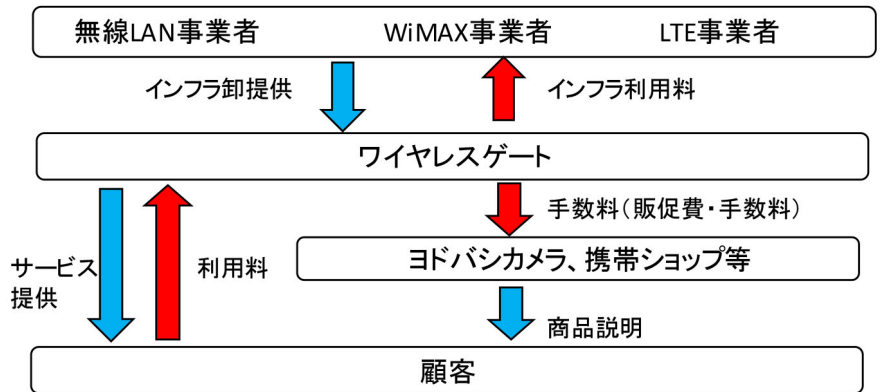 無線LAN事業者 WiMAX事業者 LTE事業者
インフラ卸提供 インフラ利用料
ワイヤレスゲート
手数料（販促費・手数料）
ヨドバシカメラ、携帯ショップ等
サービス
提供
利用料
商品説明
顧客